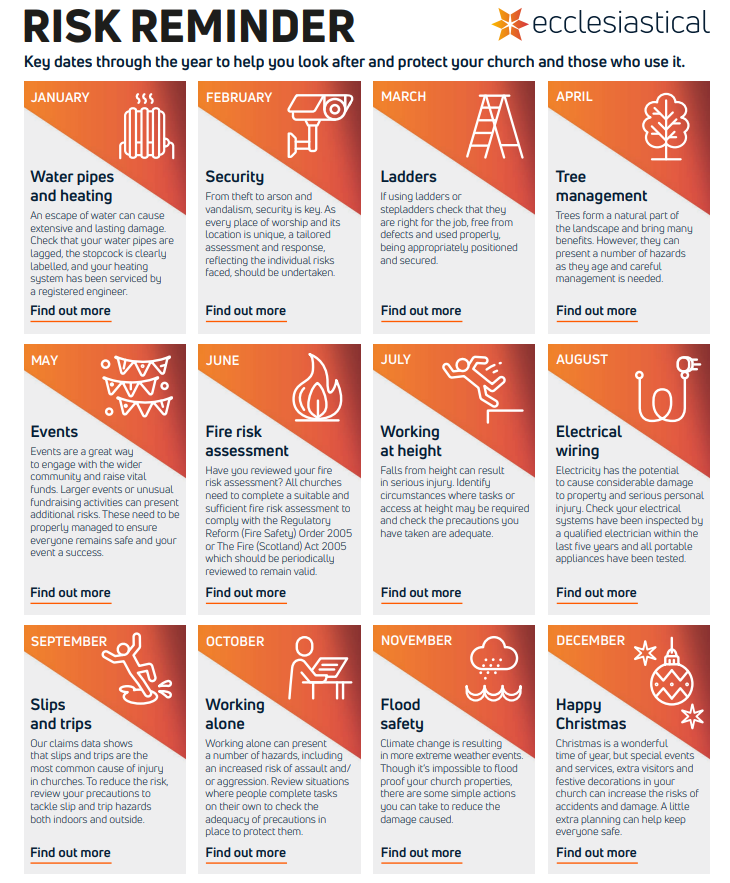 RISK REMINDER
ecclesiastical
Key dates through the year to help you look after and protect your church and those who use it.
JANUARY
Water pipes
and heating
An escape of water can cause
extensive and lasting damage.
Check that your water pipes are
lagged, the stopcock is clearly
labelled, and your heating
system has been serviced by
a registered engineer.
Find out more
FEBRUARY
Security
From theft to arson and
vandalism, security is key. As
every place of worship and its
location is unique, a tailored
assessment and response,
reflecting the individual risks
faced, should be undertaken.
Find out more
MARCH
Ladders
If using ladders or
stepladders check that they
are right for the job, free from
defects and used properly,
being appropriately positioned
and secured.
Find out more
APRIL
Tree
management
Trees form a natural part of
the landscape and bring many
benefits. However, they can
present a number of hazards
as they age and careful
management is needed.
Find out more
MAY
Events
Events are a great way
to engage with the wider
community and raise vital
funds. Larger events or unusual
fundraising activities can present
additional risks. These need to be
properly managed to ensure
everyone remains safe and your
event a success.
Find out more
JUNE
Fire risk
assessment
Have you reviewed your fire
risk assessment? All churches
need to complete a suitable and
sufficient fire risk assessment to
comply with the Regulatory
Reform (Fire Safety) Order 2005
or The Fire (Scotland) Act 2005
which should be periodically
reviewed to remain valid.
Find out more
JULY
Working
at height
Falls from height can result
in serious injury. Identify
circumstances where tasks or
access at height may be required
and check the precautions you
have taken are adequate.
Find out more
AUGUST
Electrical
wiring
Electricity has the potential
to cause considerable damage
to property and serious personal
injury. Check your electrical
systems have been inspected by
a qualified electrician within the
last five years and all portable
appliances have been tested.
Find out more
SEPTEMBER
Slips
and trips
Our claims data shows
that slips and trips are the
most common cause of injury
in churches. To reduce the risk,
review your precautions to
tackle slip and trip hazards
both indoors and outside.
Find out more
OCTOBER
Working
alone
Working alone can present
a number of hazards, including
an increased risk of assault and/
or aggression. Review situations
where people complete tasks
on their own to check the
adequacy of precautions in
place to protect them.
Find out more
NOVEMBER
Flood
safety
Climate change is resulting
in more extreme weather events.
Though it's impossible to flood
proof your church properties,
there are some simple actions
you can take to reduce the
damage caused.
Find out more
DECEMBER
Happy
Christmas
Christmas is a wonderful
time of year, but special events
and services, extra visitors and
festive decorations in your
church can increase the risks of
accidents and damage. A little
extra planning can help keep
everyone safe.
Find out more